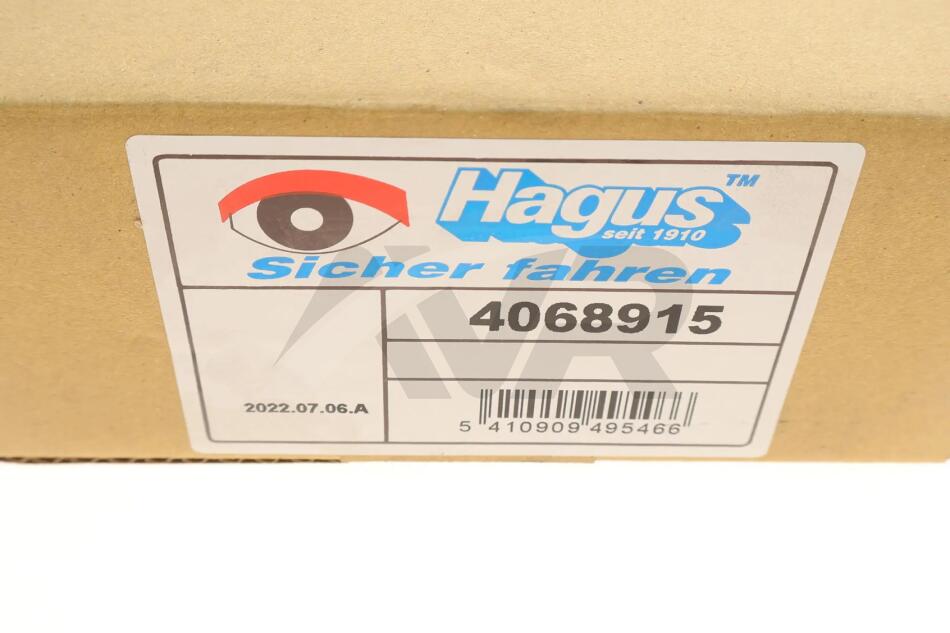 Hagus™
seit 1910
Sicher fahren
4068915
2022.07.06.A
5 410909 495466